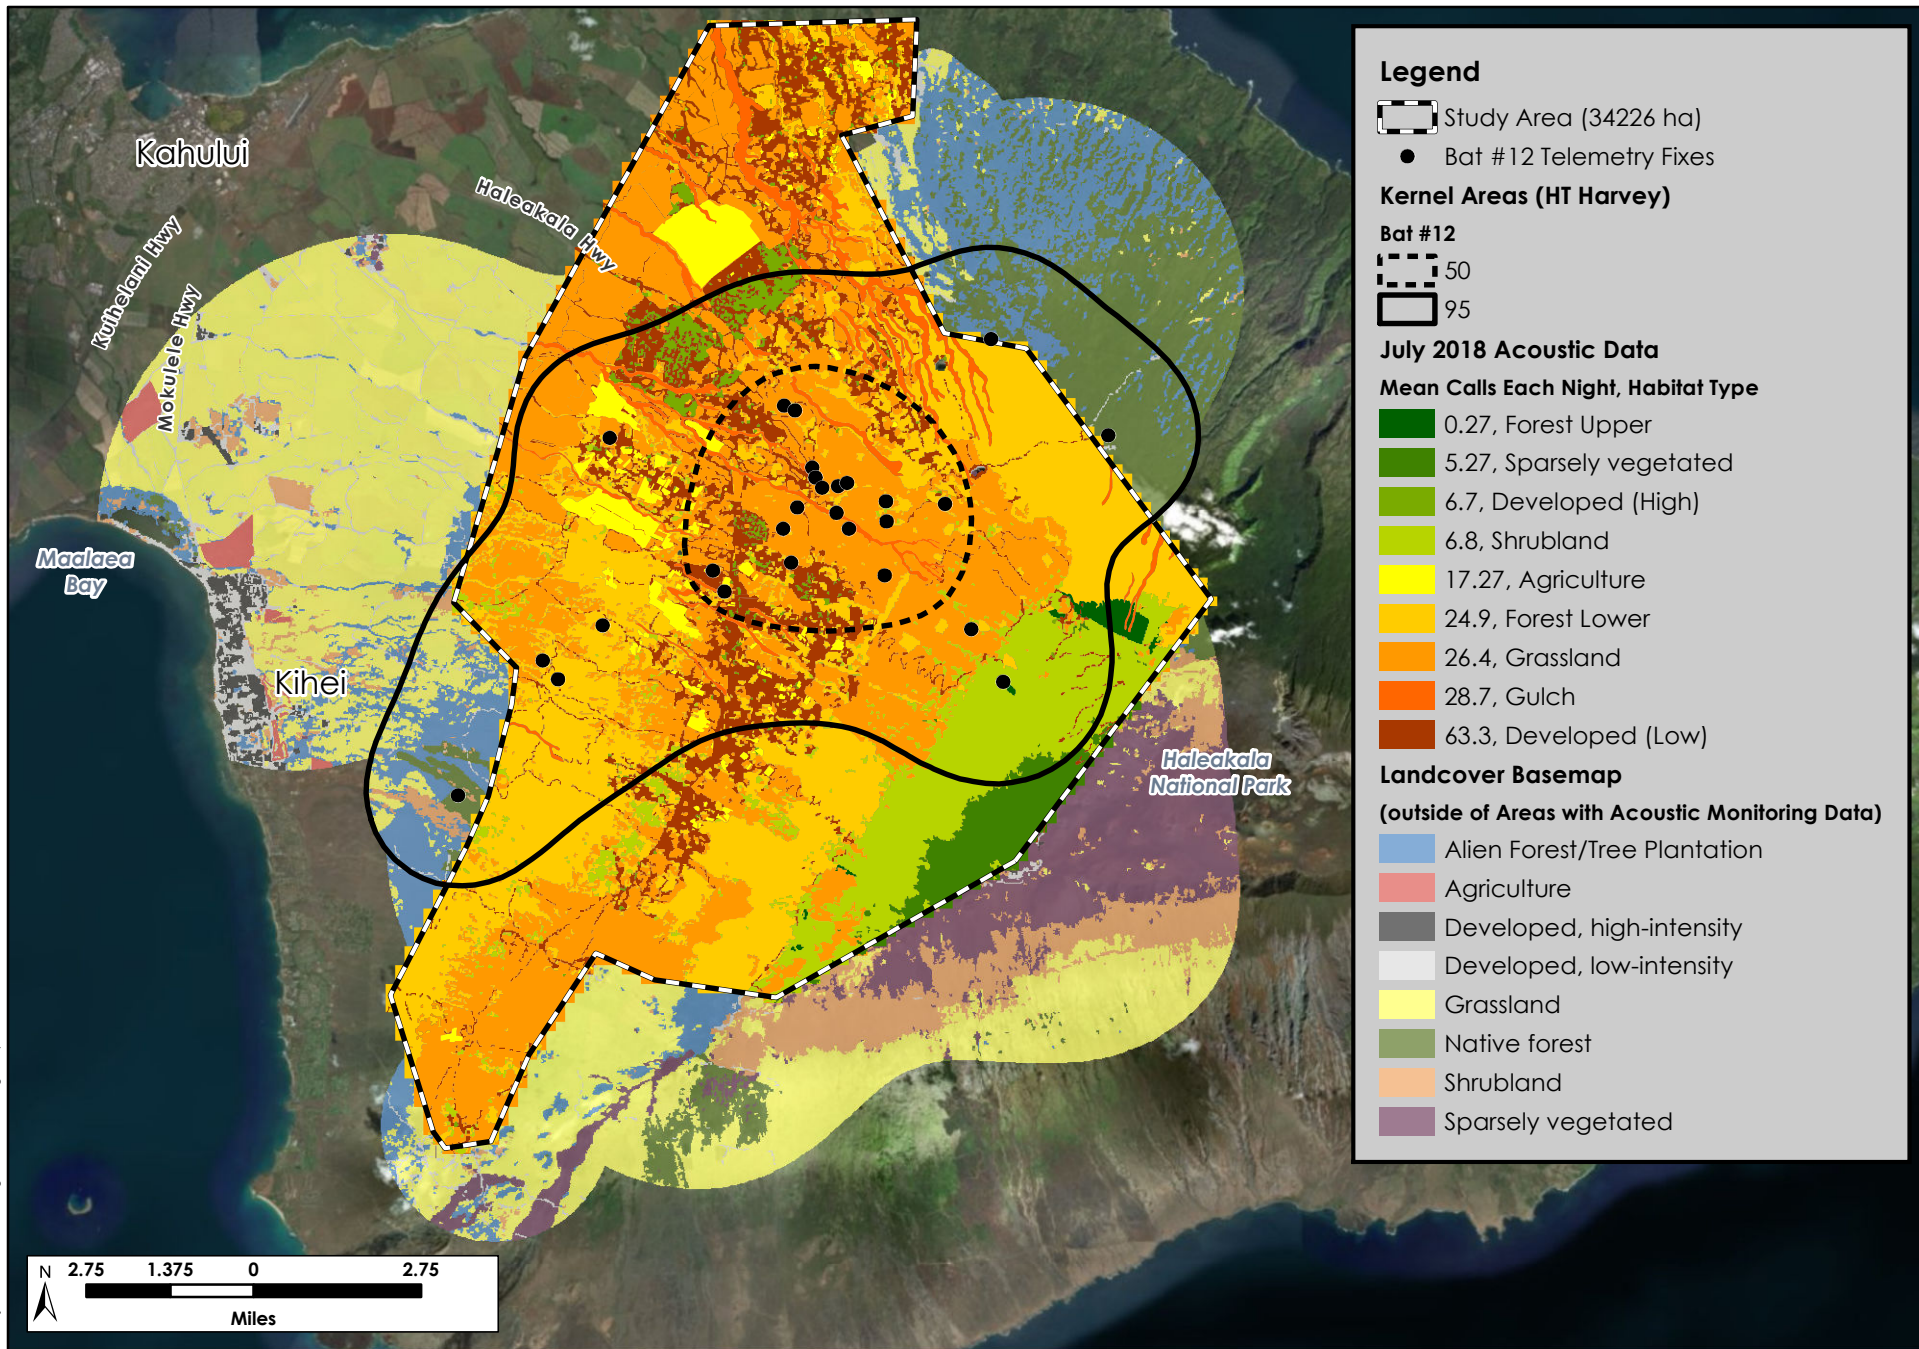 Kahului
Haleakala Hwy
Kuihelani Hwy
Mokulele Hwy
Maalaea
Bay
Kihei
Haleakala
National Park
N
2.75 1.375 0 2.75
Miles
Legend
Study Area (34226 ha)
Bat #12 Telemetry Fixes
Kernel Areas (HT Harvey)
Bat #12
50
95
July 2018 Acoustic Data
Mean Calls Each Night, Habitat Type
0.27, Forest Upper
5.27, Sparsely vegetated
6.7, Developed (High)
6.8, Shrubland
17.27, Agriculture
24.9, Forest Lower
26.4, Grassland
28.7, Gulch
63.3, Developed (Low)
Landcover Basemap
(outside of Areas with Acoustic Monitoring Data)
Alien Forest/Tree Plantation
Agriculture
Developed, high-intensity
Developed, low-intensity
Grassland
Native forest
Shrubland
Sparsely vegetated